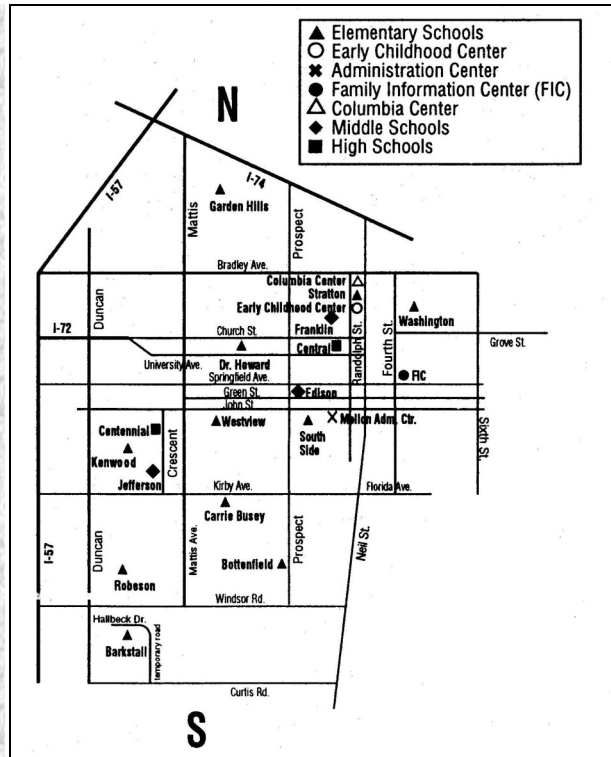 Elementary Schools
Early Childhood Center
Administration Center
Family Information Center (FIC)
Columbia Center
Middle Schools
High Schools
N
I-57
I-74
Mattis
Garden Hills
Prospect
Bradley Ave.
Columbia Center
Stratton
Early Childhood Center
Duncan
Franklin
Washington
I-72
Church St.
Central
Randolph St.
Fourth St.
Grove St.
University Ave.
Dr. Howard
Springfield Ave.
FIC
Green St.
Edison
John St.
Centennial
Westview
South
Side
Mellon Adm. Ctr.
Kenwood
Crescent
Sixth St.
Jefferson
Kirby Ave.
Florida Ave.
Carrie Busey
I-57
Duncan
Mattis Ave.
Bottenfield
Prospect
Neil St.
Robeson
Windsor Rd.
Hallbeck Dr.
Barkstall
temporary road
Curtis Rd.
S